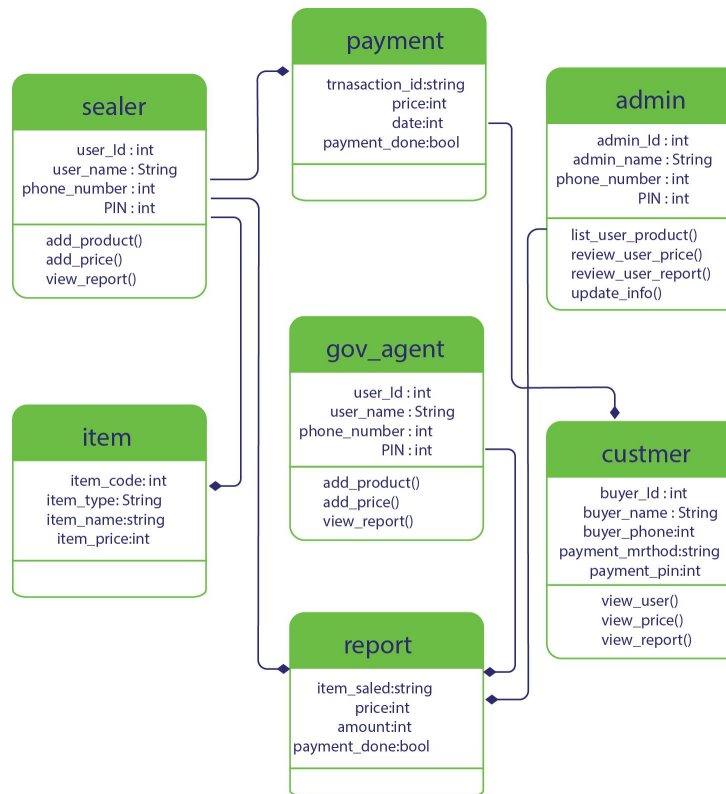 payment
trnasaction_id:string
price:int
date:int
payment_done:bool
sealer
user_Id : int
user_name : String
phone_number : int
PIN : int
add_product()
add_price()
view_report()
admin
admin_Id : int
admin_name : String
phone_number : int
PIN : int
list_user_product()
review_user_price()
review_user_report()
update_info()
gov_agent
user_Id : int
user_name : String
phone_number : int
PIN : int
add_product()
add_price()
view_report()
item
item_code: int
item_type: String
item_name:string
item_price:int
custmer
buyer_Id : int
buyer_name : String
buyer_phone:int
payment_mrthod:string
payment_pin:int
view_user()
view_price()
view_report()
report
item_saled:string
price:int
amount:int
payment_done:bool